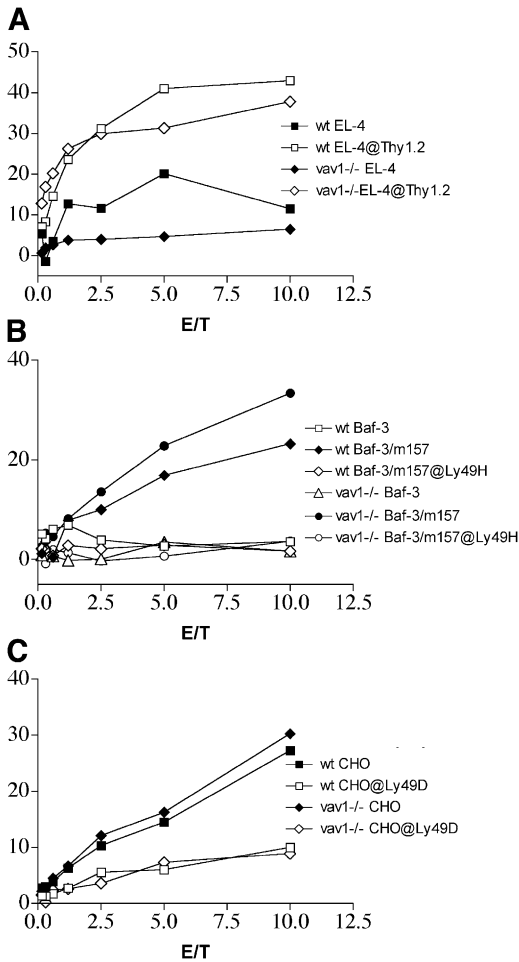 A
50
40
30
20
10
0
0.0 2.5 5.0 7.5 10.0 12.5
E/T
wt EL-4
wt EL-4@Thy1.2
vav1-/- EL-4
vav1-/-EL-4@Thy1.2
B
40
20
0
0.0 2.5 5.0 7.5 10.0 12.5
E/T
wt Baf-3
wt Baf-3/m157
wt Baf-3/m157@Ly49H
vav1-/- Baf-3
vav1-/- Baf-3/m157
vav1-/- Baf-3/m157@Ly49H
C
40
30
20
10
0
0.0 2.5 5.0 7.5 10.0 12.5
E/T
wt CHO
wt CHO@Ly49D
vav1-/- CHO
vav1-/- CHO@Ly49D